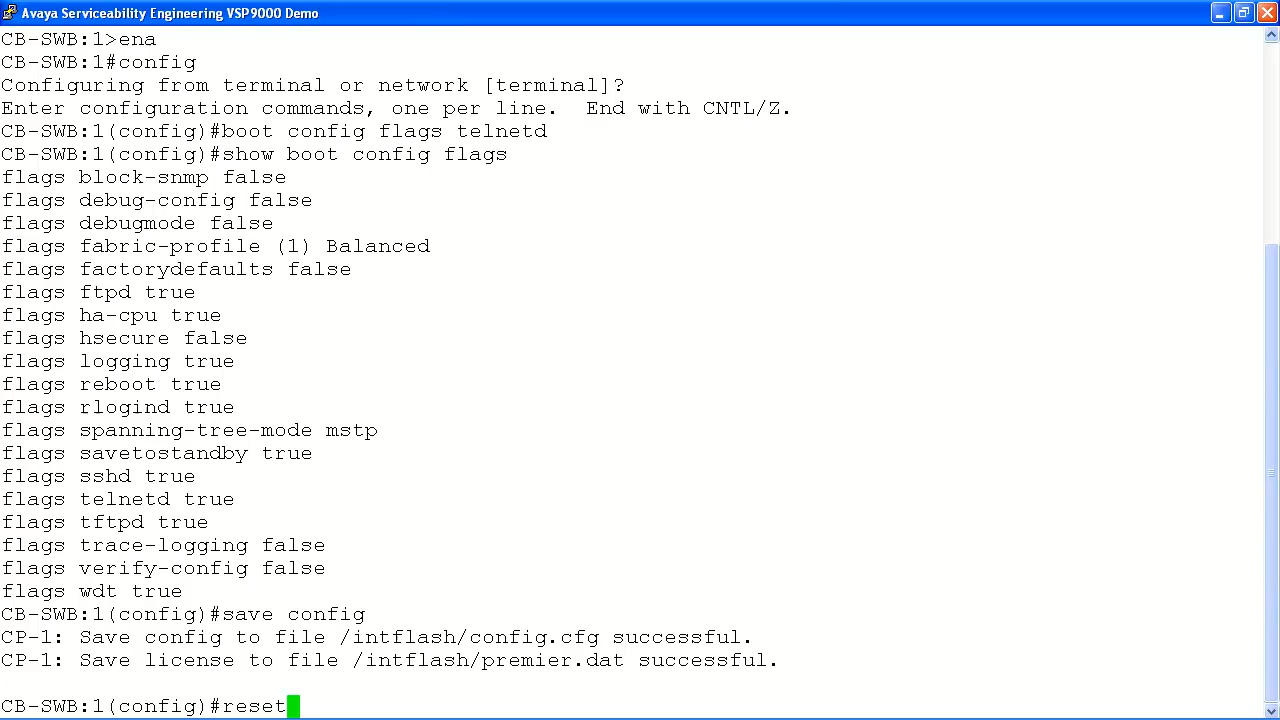 Avaya Serviceability Engineering VSP9000 Demo
CB-SWB:1>ena
CB-SWB:1#config
Configuring from terminal or network [terminal]?
Enter configuration commands, one per line.  End with CNTL/Z.
CB-SWB:1(config)#boot config flags telnetd
CB-SWB:1(config)#show boot config flags
flags block-snmp false
flags debug-config false
flags debugmode false
flags fabric-profile (1) Balanced
flags factorydefaults false
flags ftpd true
flags ha-cpu true
flags hsecure false
flags logging true
flags reboot true
flags rlogind true
flags spanning-tree-mode mstp
flags savetostandby true
flags sshd true
flags telnetd true
flags tftpd true
flags trace-logging false
flags verify-config false
flags wdt true
CB-SWB:1(config)#save config
CP-1: Save config to file /intflash/config.cfg successful.
CP-1: Save license to file /intflash/premier.dat successful.
CB-SWB:1(config)#reset